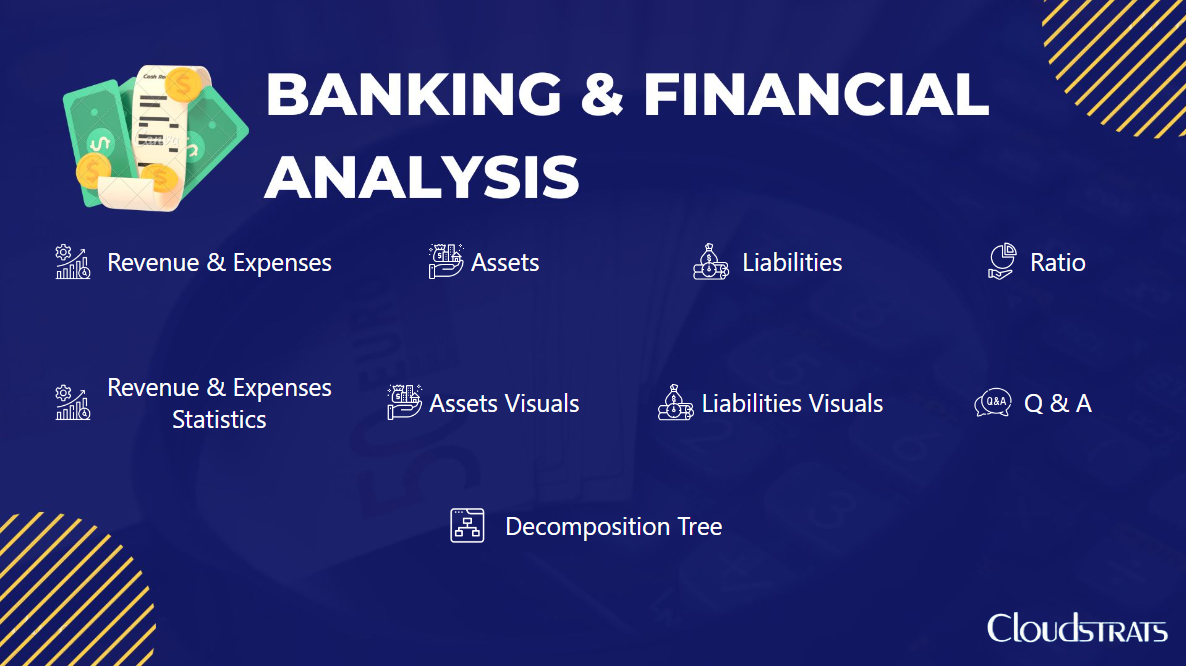 BANKING & FINANCIAL
ANALYSIS
Revenue & Expenses
Assets
Liabilities
Ratio
Revenue & Expenses
Statistics
Assets Visuals
Liabilities Visuals
Q&A
Q & A
Decomposition Tree
CLOUDSTRATS